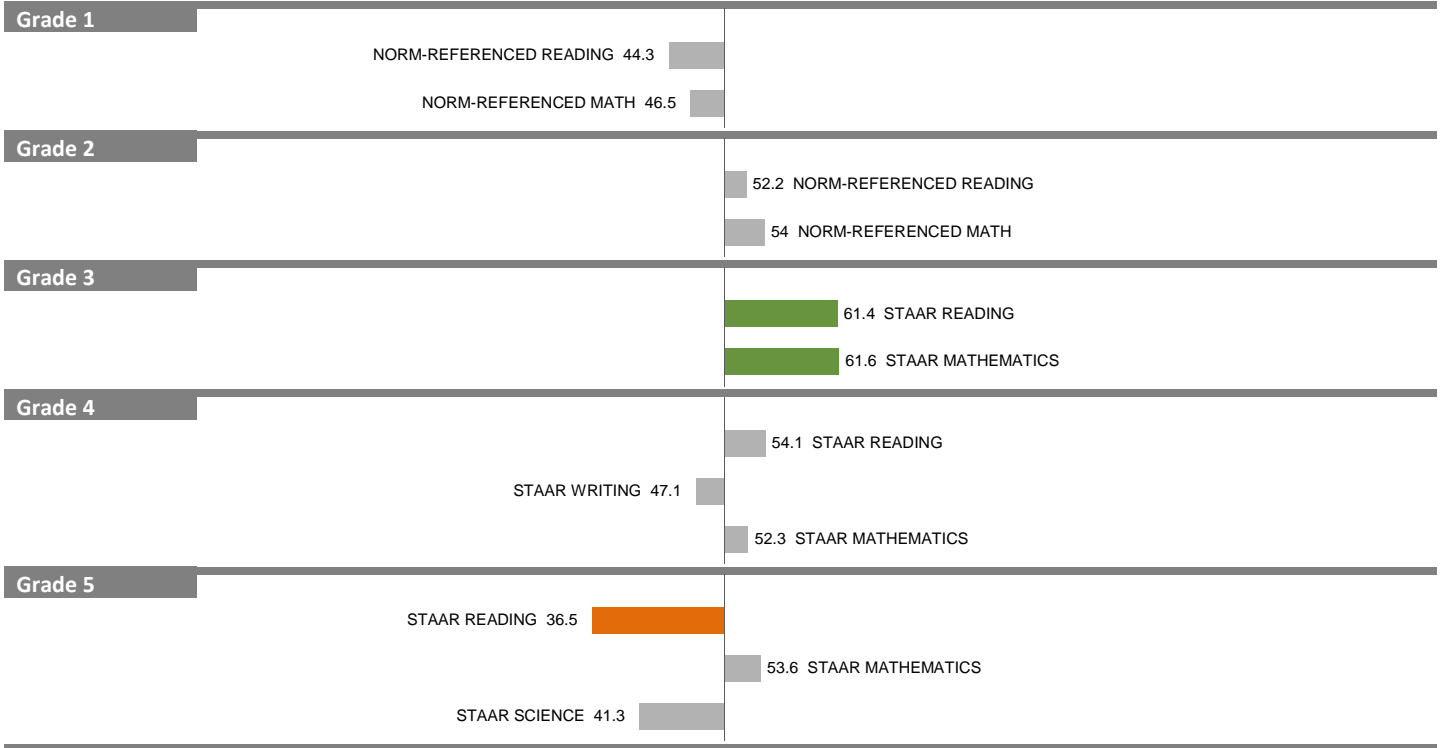 Grade 1
NORM-REFERENCED READING 44.3
NORM-REFERENCED MATH 46.5
Grade 2
52.2 NORM-REFERENCED READING
54 NORM-REFERENCED MATH
Grade 3
61.4 STAAR READING
61.6 STAAR MATHEMATICS
Grade 4
54.1 STAAR READING
STAAR WRITING 47.1
52.3 STAAR MATHEMATICS
Grade 5
STAAR READING 36.5
53.6 STAAR MATHEMATICS
STAAR SCIENCE 41.3